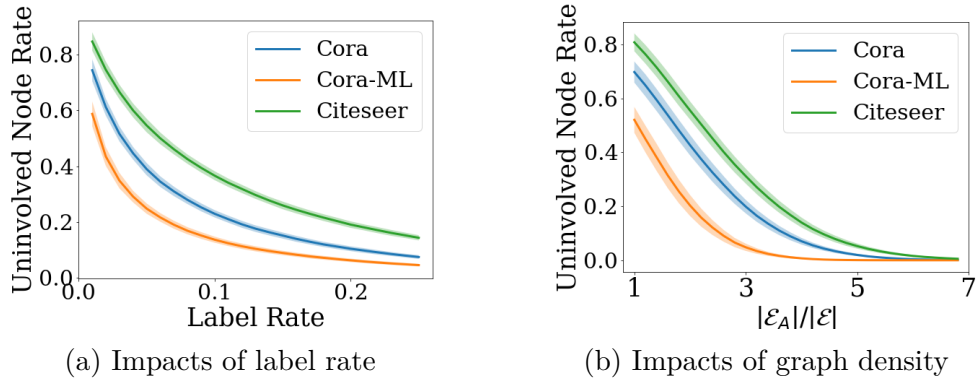 Uninvolved Node Rate
0.8
0.6
0.4
0.2
0.0
Cora
Cora-ML
Citeseer
0.0 0.1 0.2
Label Rate
(a) Impacts of label rate
Uninvolved Node Rate
0.8
0.6
0.4
0.2
0.0
Cora
Cora-ML
Citeseer
1 3 5 7
|ℰ_A|/|ℰ|
(b) Impacts of graph density